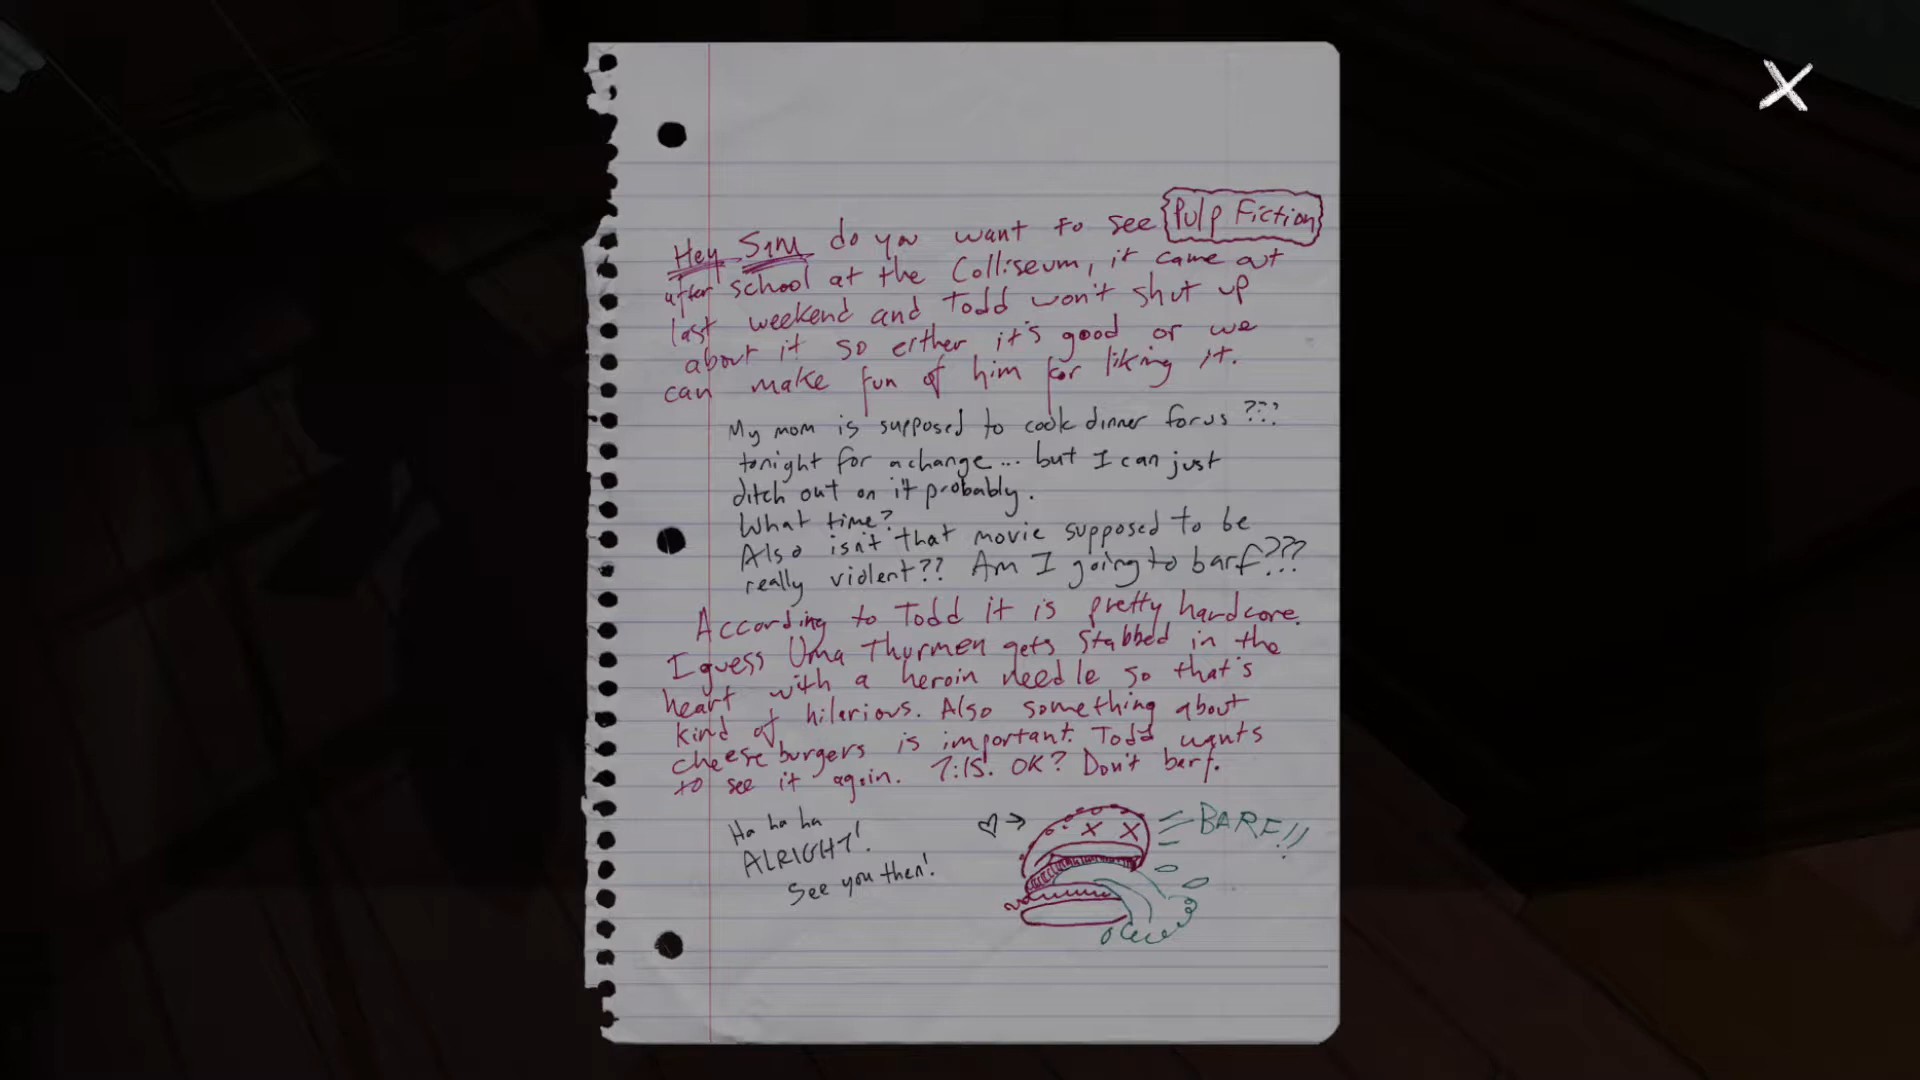 Hey Sam do you want to see Pulp Fiction
after school at the Colliseum, it came out
last weekend and Todd won't shut up
about it so either it's good or we
can make fun of him for liking it.
My mom is supposed to cook dinner for us ???
tonight for a change... but I can just
ditch out on it probably.
What time?
Also isn't that movie supposed to be
really violent?? Am I going to barf???
According to Todd it is pretty hardcore.
I guess Uma Thurmen gets stabbed in the
heart with a heroin needle so that's
kind of hilarious. Also something about
cheeseburgers is important. Todd wants
to see it again. 7:15. OK? Don't barf.
Ha ha ha
ALRIGHT!
See you then!
BARF!!